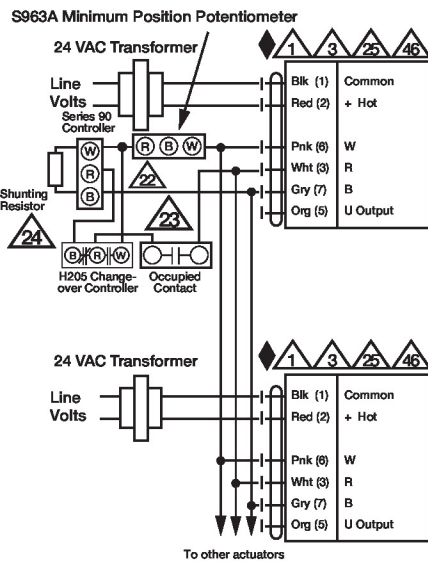 S963A Minimum Position Potentiometer
24 VAC Transformer
1 3 25 46
Line
Volts
Blk (1) Common
Red (2) + Hot
Series 90
Controller
W
R
B
R B W
Pnk (6) W
Wht (3) R
Gry (7) B
Org (5) U Output
22
23
Shunting
Resistor
24
B R W
H205 Change-
over Controller
Occupied
Contact
24 VAC Transformer
1 3 25 46
Line
Volts
Blk (1) Common
Red (2) + Hot
Pnk (6) W
Wht (3) R
Gry (7) B
Org (5) U Output
To other actuators